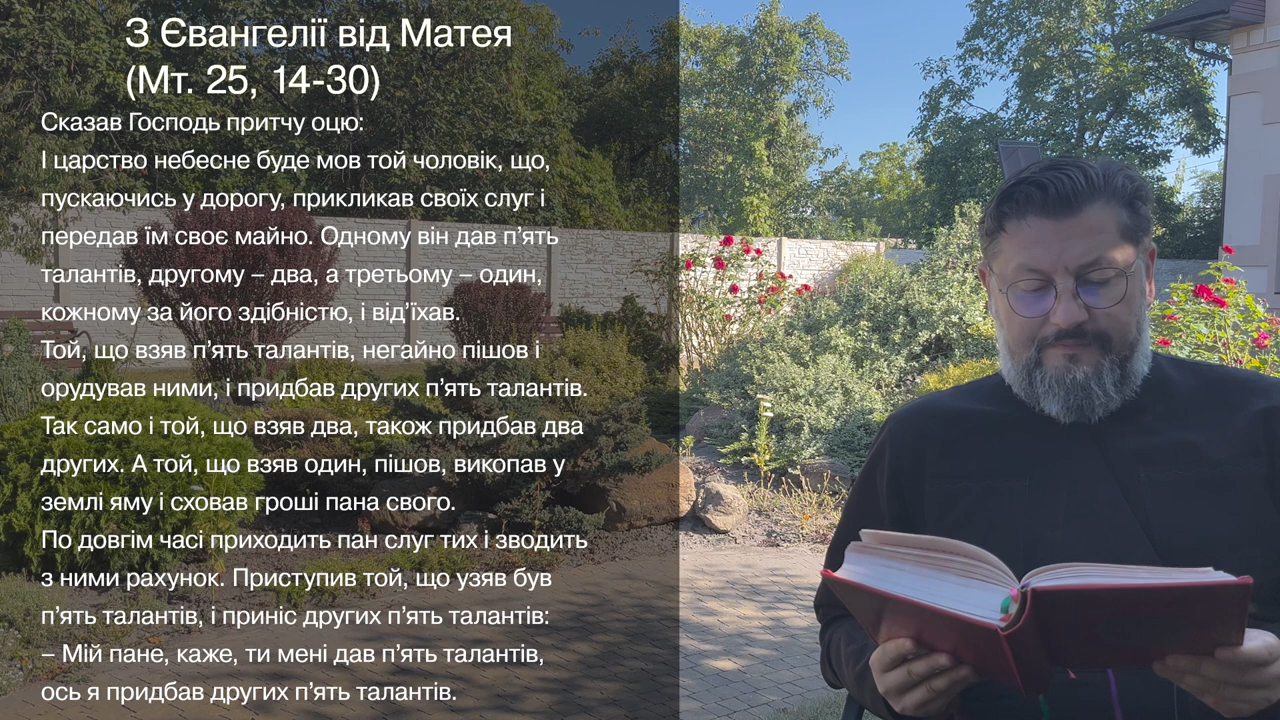 З Євангелії від Матея
(Мт. 25, 14-30)
Сказав Господь притчу оцю:
І царство небесне буде мов той чоловік, що,
пускаючись у дорогу, прикликав своїх слуг і
передав їм своє майно. Одному він дав п’ять
талантів, другому – два, а третьому – один,
кожному за його здібністю, і від’їхав.
Той, що взяв п’ять талантів, негайно пішов і
орудував ними, і придбав других п’ять талантів.
Так само і той, що взяв два, також придбав два
других. А той, що взяв один, пішов, викопав у
землі яму і сховав гроші пана свого.
По довгім часі приходить пан слуг тих і зводить
з ними рахунок. Приступив той, що узяв був
п’ять талантів, і приніс других п’ять талантів:
– Мій пане, каже, ти мені дав п’ять талантів,
ось я придбав других п’ять талантів.